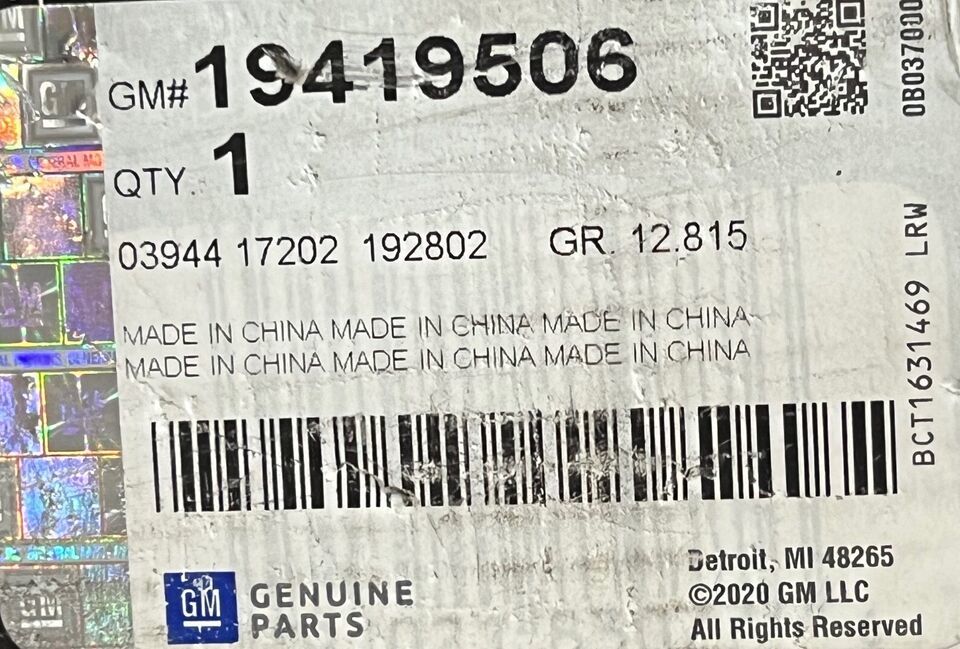 GM# 19419506
QTY. 1
03944 17202 192802 GR. 12.815
MADE IN CHINA MADE IN CHINA MADE IN CHINA
MADE IN CHINA MADE IN CHINA MADE IN CHINA
GM GENUINE
PARTS
Detroit, MI 48265
©2020 GM LLC
All Rights Reserved
BCT1631469 LRW
0B037000
GM